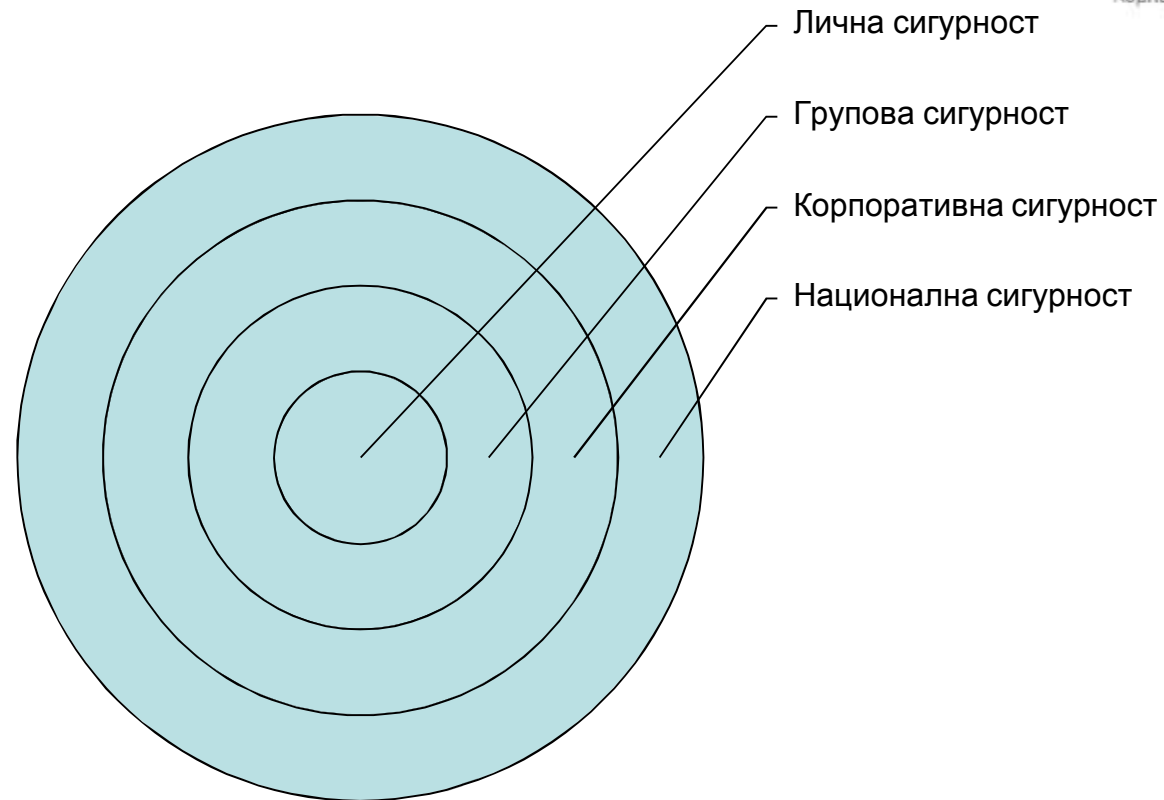 Лична сигурност
Групова сигурност
Корпоративна сигурност
Национална сигурност